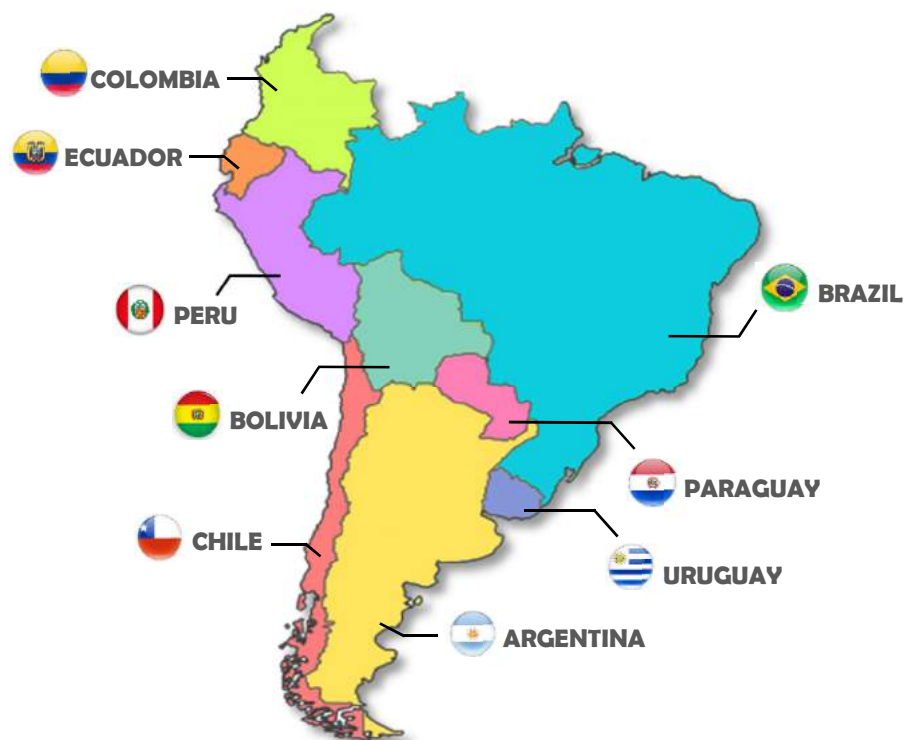 COLOMBIA
ECUADOR
PERU
BRAZIL
BOLIVIA
PARAGUAY
CHILE
URUGUAY
ARGENTINA